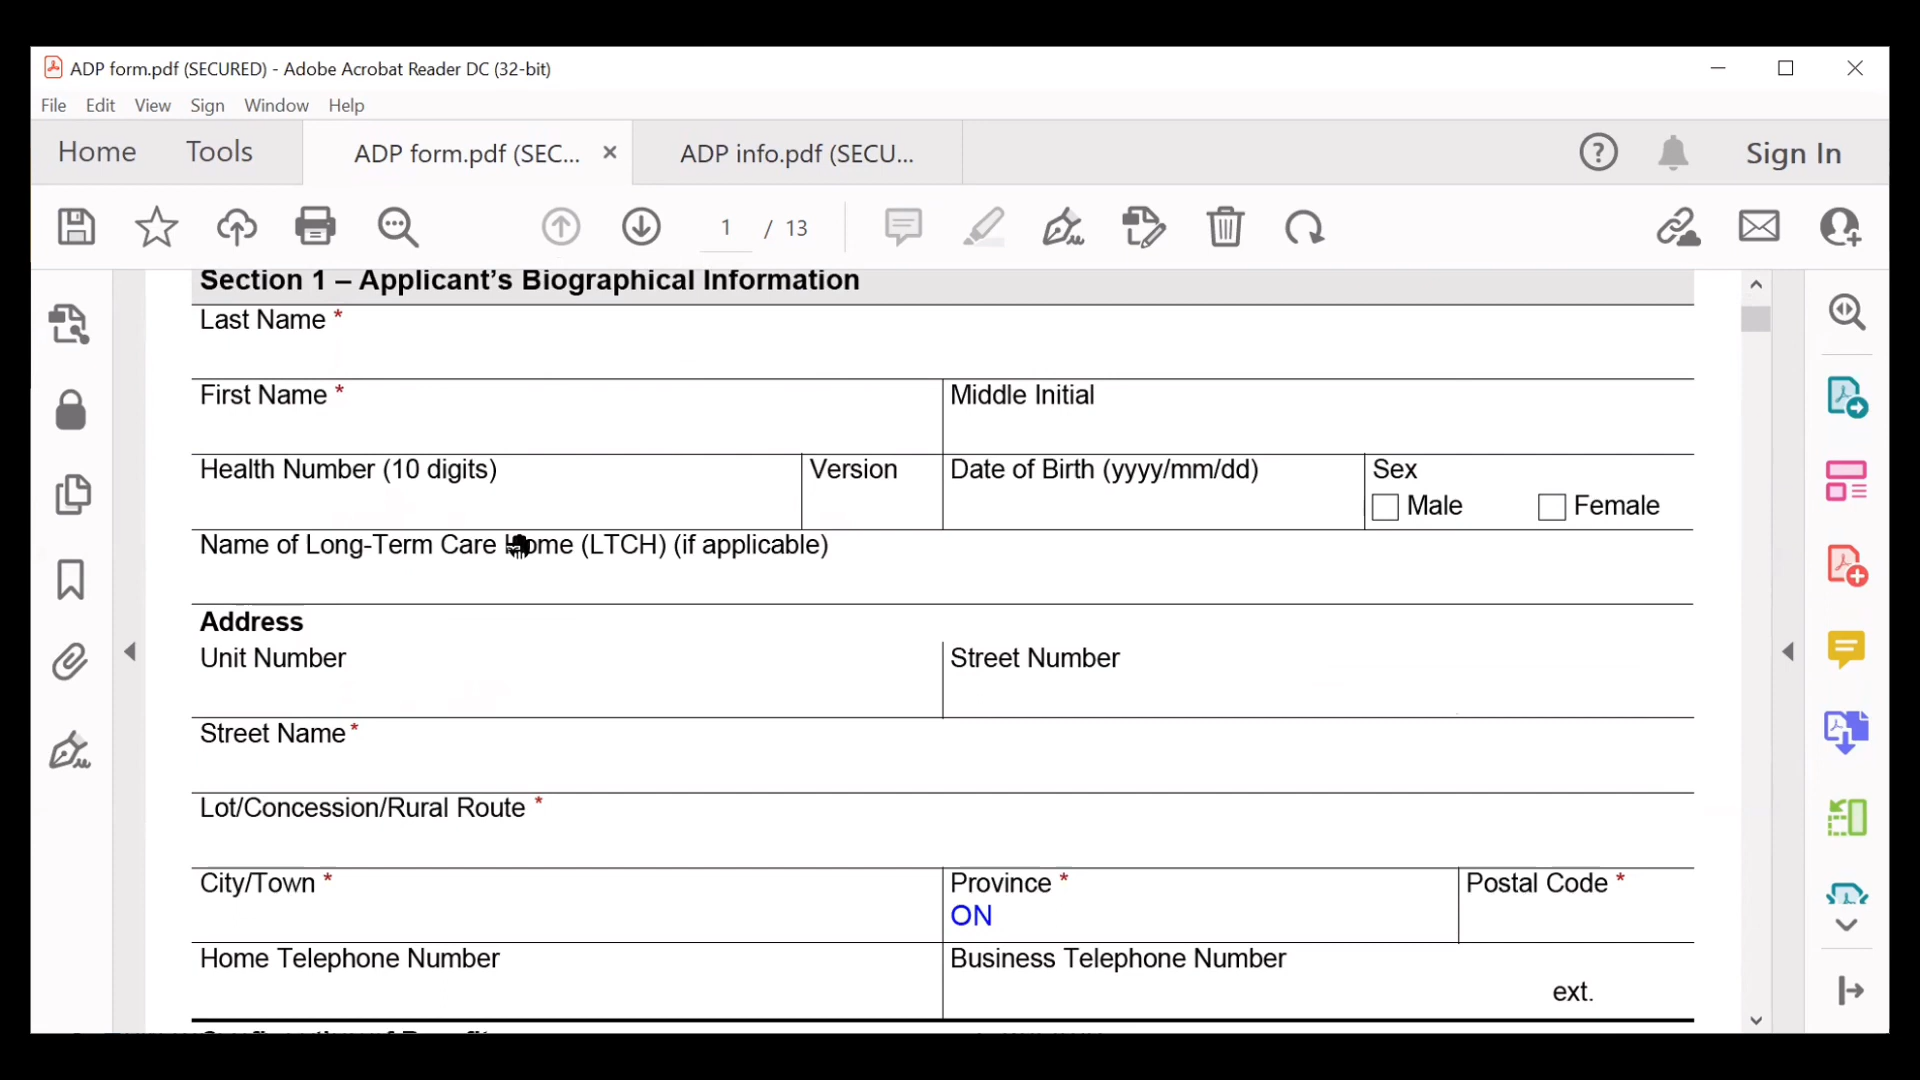 ADP form.pdf (SECURED) - Adobe Acrobat Reader DC (32-bit)
File Edit View Sign Window Help
Home Tools ADP form.pdf (SEC... × ADP info.pdf (SECU... ? Sign In
1 / 13
Section 1 – Applicant's Biographical Information
Last Name *
First Name * Middle Initial
Health Number (10 digits) Version Date of Birth (yyyy/mm/dd) Sex
Male Female
Name of Long-Term Care Home (LTCH) (if applicable)
Address
Unit Number Street Number
Street Name*
Lot/Concession/Rural Route *
City/Town * Province * Postal Code *
ON
Home Telephone Number Business Telephone Number
ext.